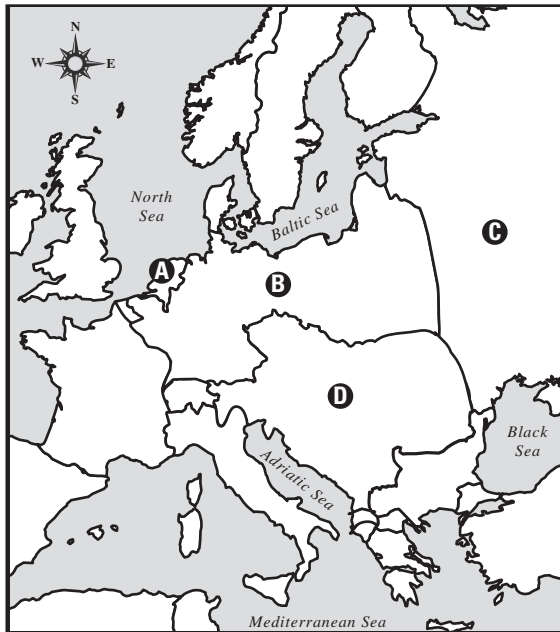 N
W E
S
North
Sea
Baltic Sea
A
B
C
D
Black
Sea
Adriatic Sea
Mediterranean Sea